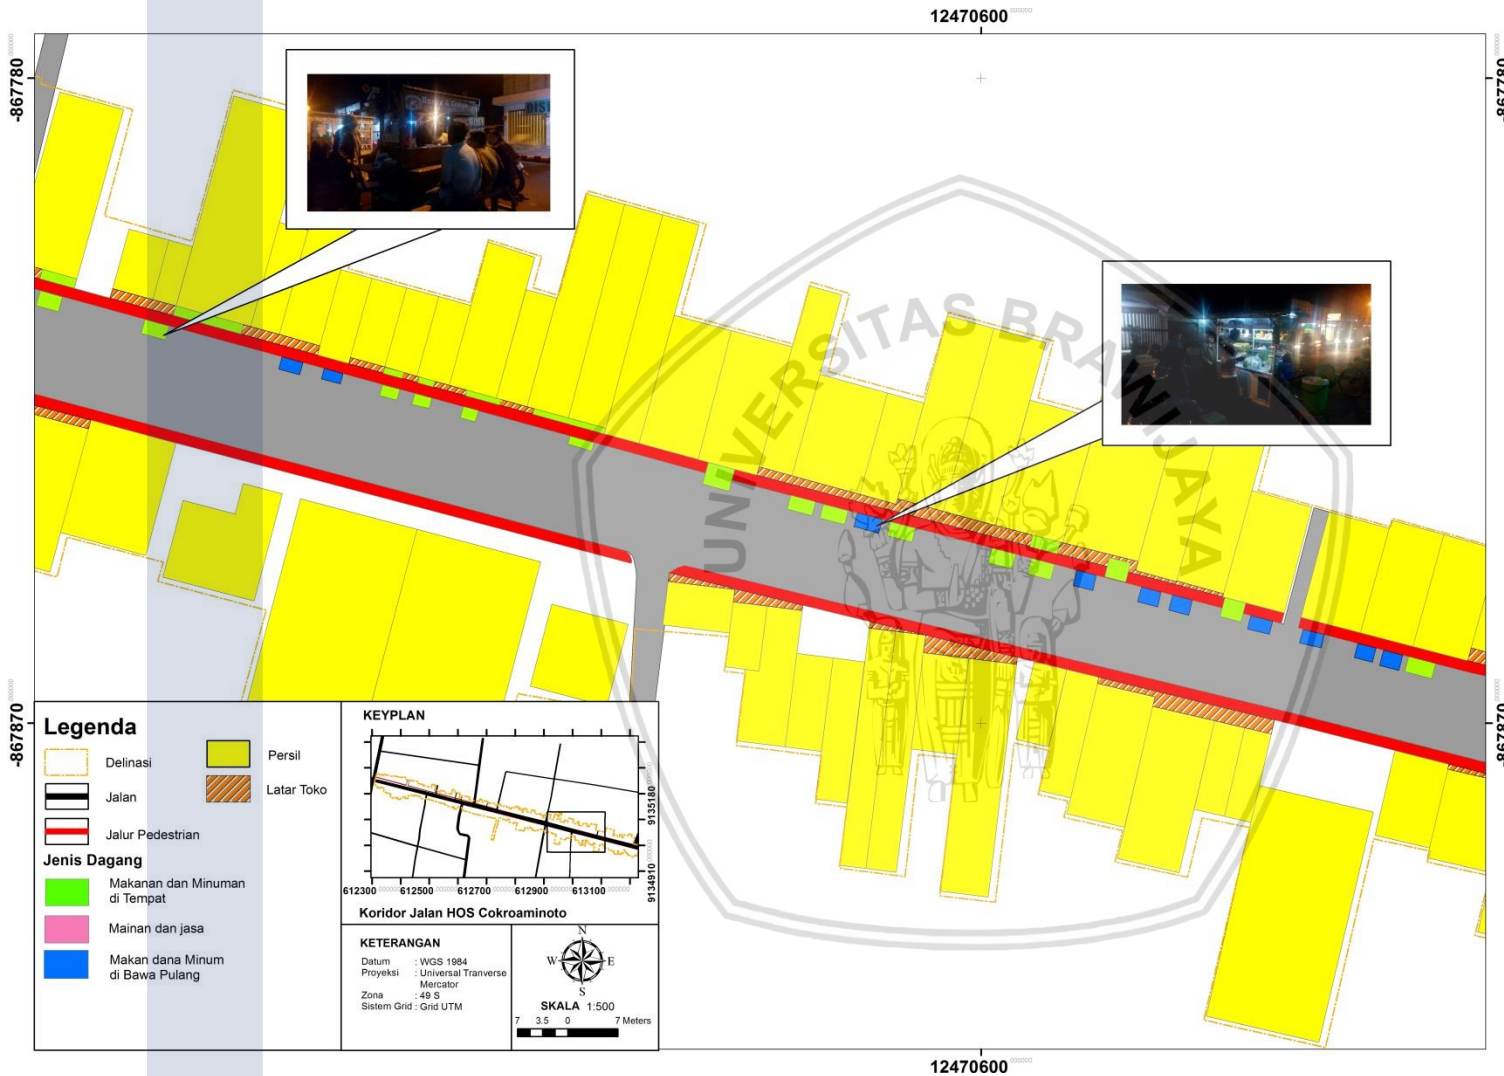 12470600
-867780
-867780
UNIVERSITAS BRAWIJAYA
-867870
-867870
Legenda
Delinasi
Jalan
Jalur Pedestrian
Persil
Latar Toko
Jenis Dagang
Makanan dan Minuman
di Tempat
Mainan dan jasa
Makan dana Minum
di Bawa Pulang
KEYPLAN
9135180
9134910
612300 612500 612700 612900 613100
Koridor Jalan HOS Cokroaminoto
KETERANGAN
Datum : WGS 1984
Proyeksi : Universal Tranverse
Mercator
Zona : 49 S
Sistem Grid : Grid UTM
N
W E
S
SKALA 1:500
7 3.5 0 7 Meters
12470600